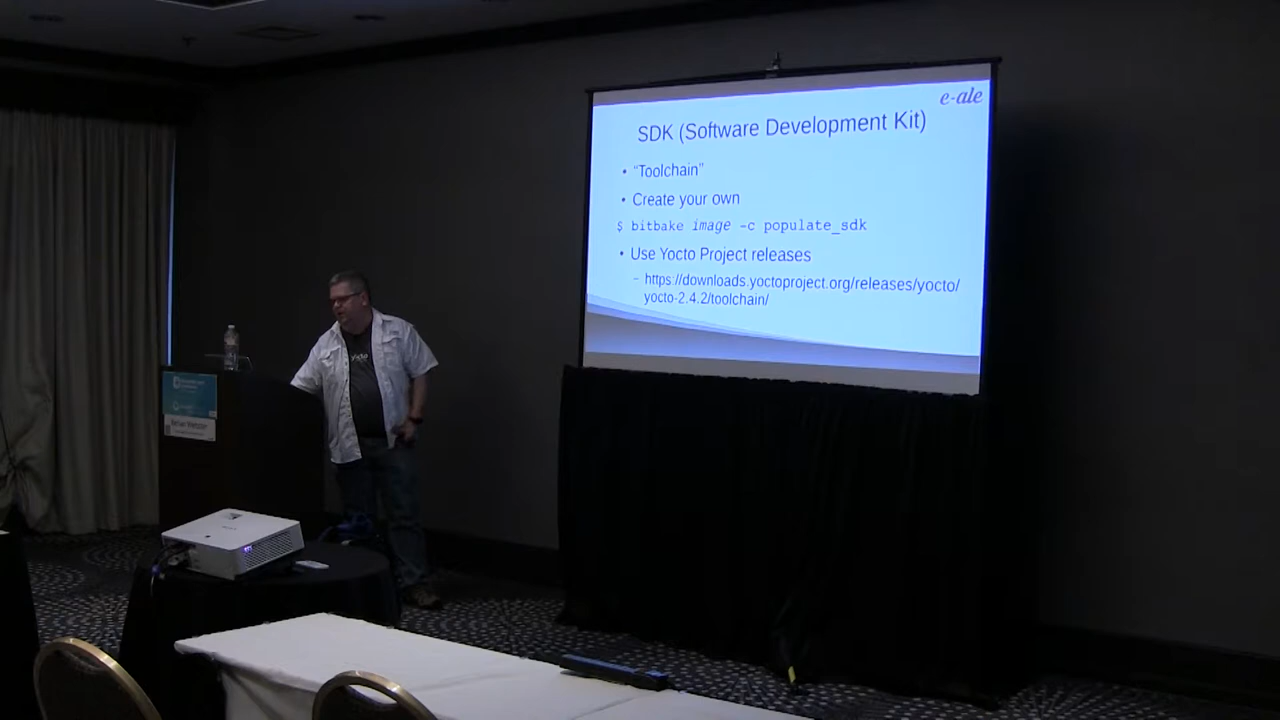 e-ale
SDK (Software Development Kit)
• “Toolchain”
• Create your own
$ bitbake image -c populate_sdk
• Use Yocto Project releases
– https://downloads.yoctoproject.org/releases/yocto/
yocto-2.4.2/toolchain/